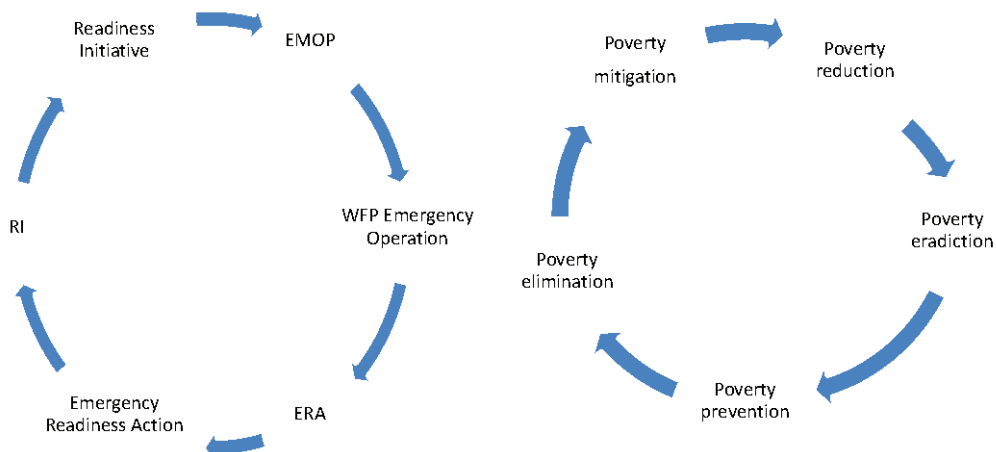 Readiness
Initiative
EMOP
WFP Emergency
Operation
ERA
Emergency
Readiness Action
RI
Poverty
mitigation
Poverty
reduction
Poverty
eradiction
Poverty
prevention
Poverty
elimination